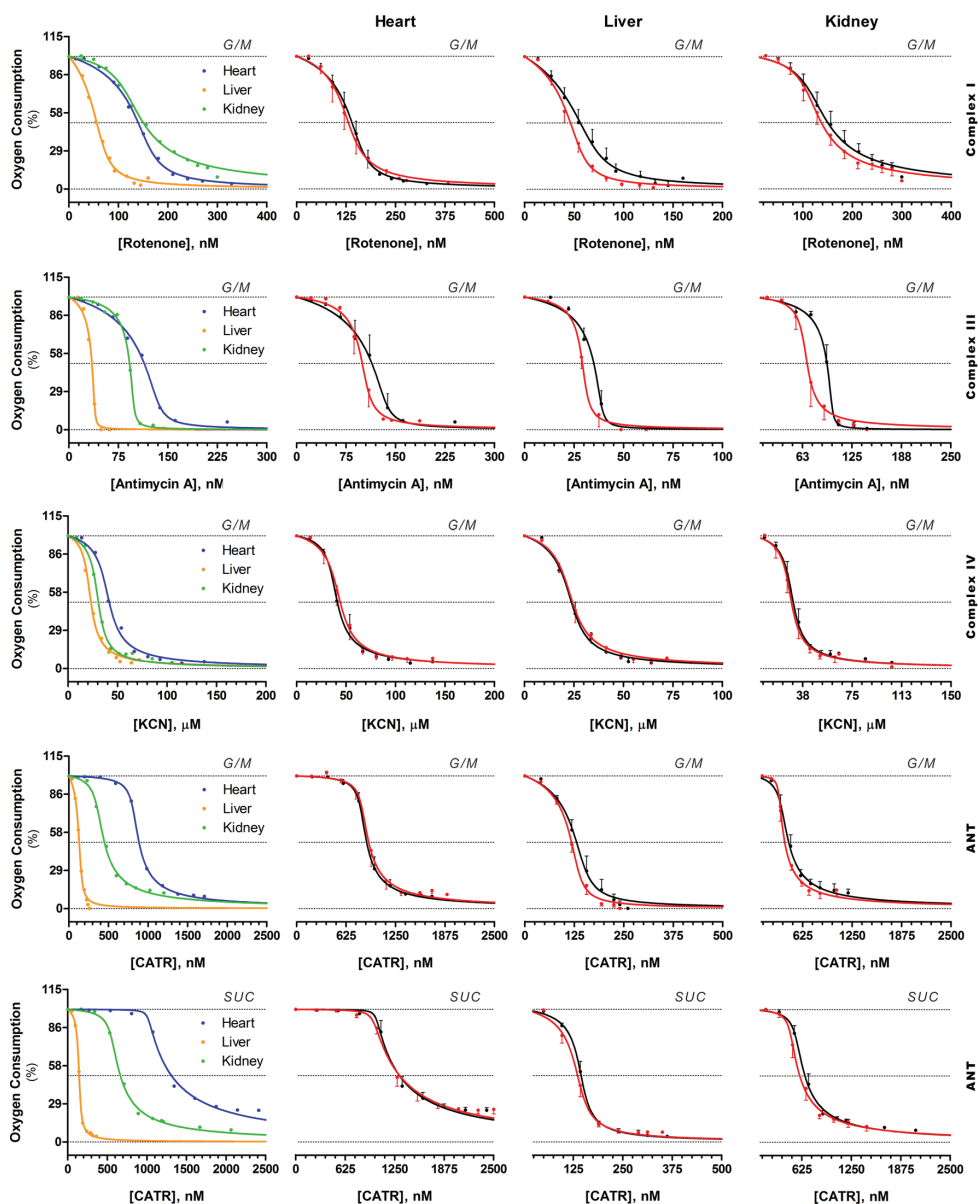 Heart Liver Kidney
Oxygen Consumption
(%)
115
86
58
29
0
G/M
Heart
Liver
Kidney
0 100 200 300 400
[Rotenone], nM
G/M
0 125 250 375 500
[Rotenone], nM
G/M
0 50 100 150 200
[Rotenone], nM
G/M
100 200 300 400
[Rotenone], nM
Complex I
Oxygen Consumption
(%)
115
86
58
29
0
G/M
Heart
Liver
Kidney
0 75 150 225 300
[Antimycin A], nM
G/M
0 75 150 225 300
[Antimycin A], nM
G/M
0 25 50 75 100
[Antimycin A], nM
G/M
63 125 188 250
[Antimycin A], nM
Complex III
Oxygen Consumption
(%)
115
86
58
29
0
G/M
Heart
Liver
Kidney
0 50 100 150 200
[KCN], μM
G/M
0 50 100 150 200
[KCN], μM
G/M
0 25 50 75 100
[KCN], μM
G/M
38 75 113 150
[KCN], μM
Complex IV
Oxygen Consumption
(%)
115
86
58
29
0
G/M
Heart
Liver
Kidney
0 500 1000 1500 2000 2500
[CATR], nM
G/M
0 625 1250 1875 2500
[CATR], nM
G/M
0 125 250 375 500
[CATR], nM
G/M
625 1250 1875 2500
[CATR], nM
ANT
Oxygen Consumption
(%)
115
86
58
29
0
SUC
Heart
Liver
Kidney
0 500 1000 1500 2000 2500
[CATR], nM
SUC
0 625 1250 1875 2500
[CATR], nM
SUC
0 125 250 375 500
[CATR], nM
SUC
625 1250 1875 2500
[CATR], nM
ANT